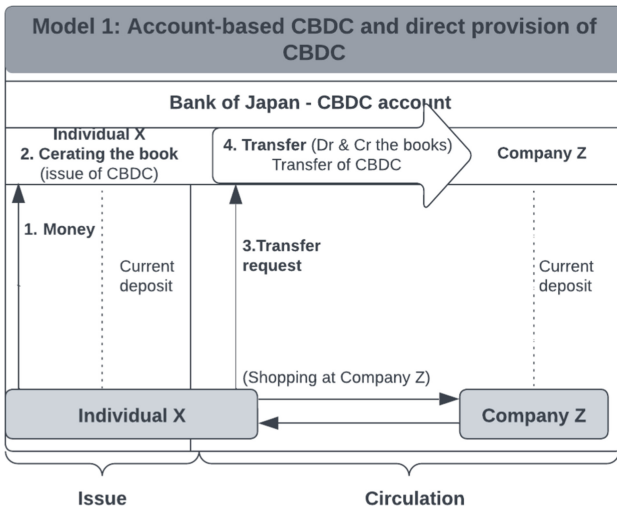 Model 1: Account-based CBDC and direct provision of
CBDC
Bank of Japan - CBDC account
Individual X
2. Cerating the book
(issue of CBDC)
4. Transfer (Dr & Cr the books)
Transfer of CBDC
Company Z
1. Money
Current
deposit
3.Transfer
request
Current
deposit
(Shopping at Company Z)
Individual X
Company Z
Issue
Circulation